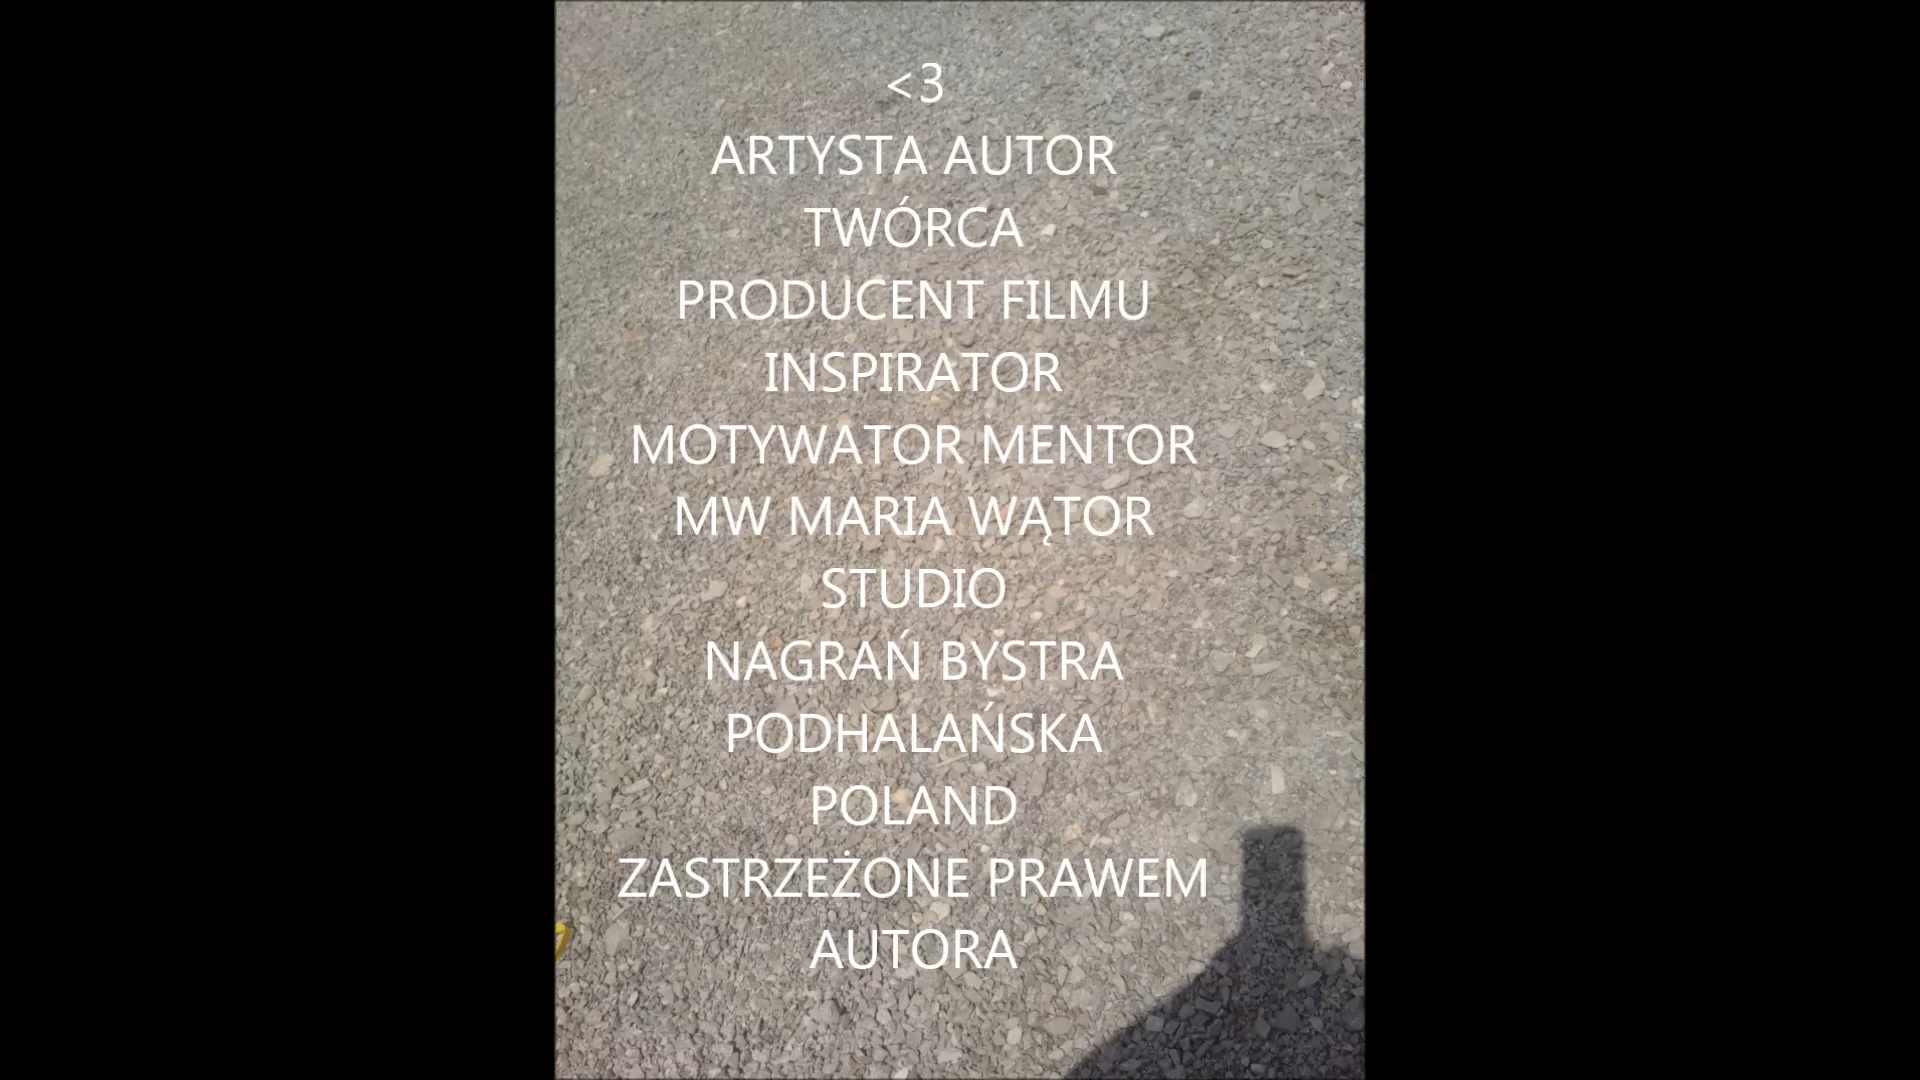 <3
ARTYSTA AUTOR
TWÓRCA
PRODUCENT FILMU
INSPIRATOR
MOTYWATOR MENTOR
MW MARIA WĄTOR
STUDIO
NAGRAŃ BYSTRA
PODHALAŃSKA
POLAND
ZASTRZEŻONE PRAWEM
AUTORA